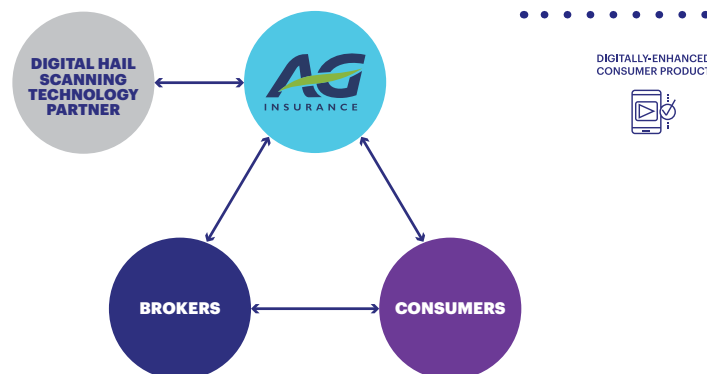 DIGITAL HAIL
SCANNING
TECHNOLOGY
PARTNER
AG
INSURANCE
DIGITALLY-ENHANCED
CONSUMER PRODUCT
BROKERS
CONSUMERS